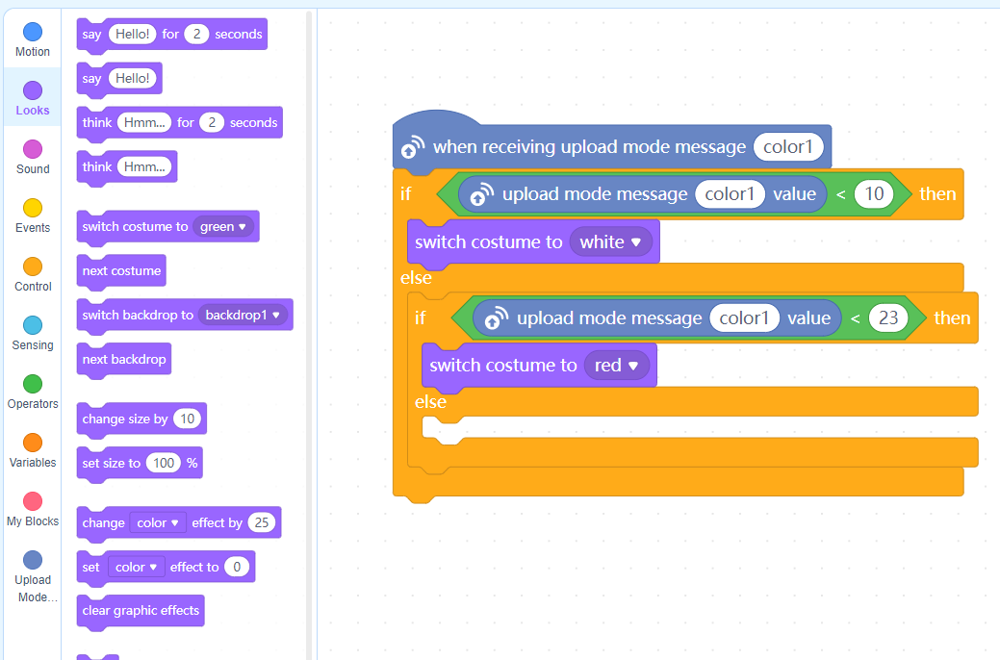 Motion
Looks
Sound
Events
Control
Sensing
Operators
Variables
My Blocks
Upload
Mode...
say Hello! for 2 seconds
say Hello!
think Hmm... for 2 seconds
think Hmm...
switch costume to green
next costume
switch backdrop to backdrop1
next backdrop
change size by 10
set size to 100 %
change color effect by 25
set color effect to 0
clear graphic effects
when receiving upload mode message color1
if upload mode message color1 value < 10 then
switch costume to white
else
if upload mode message color1 value < 23 then
switch costume to red
else